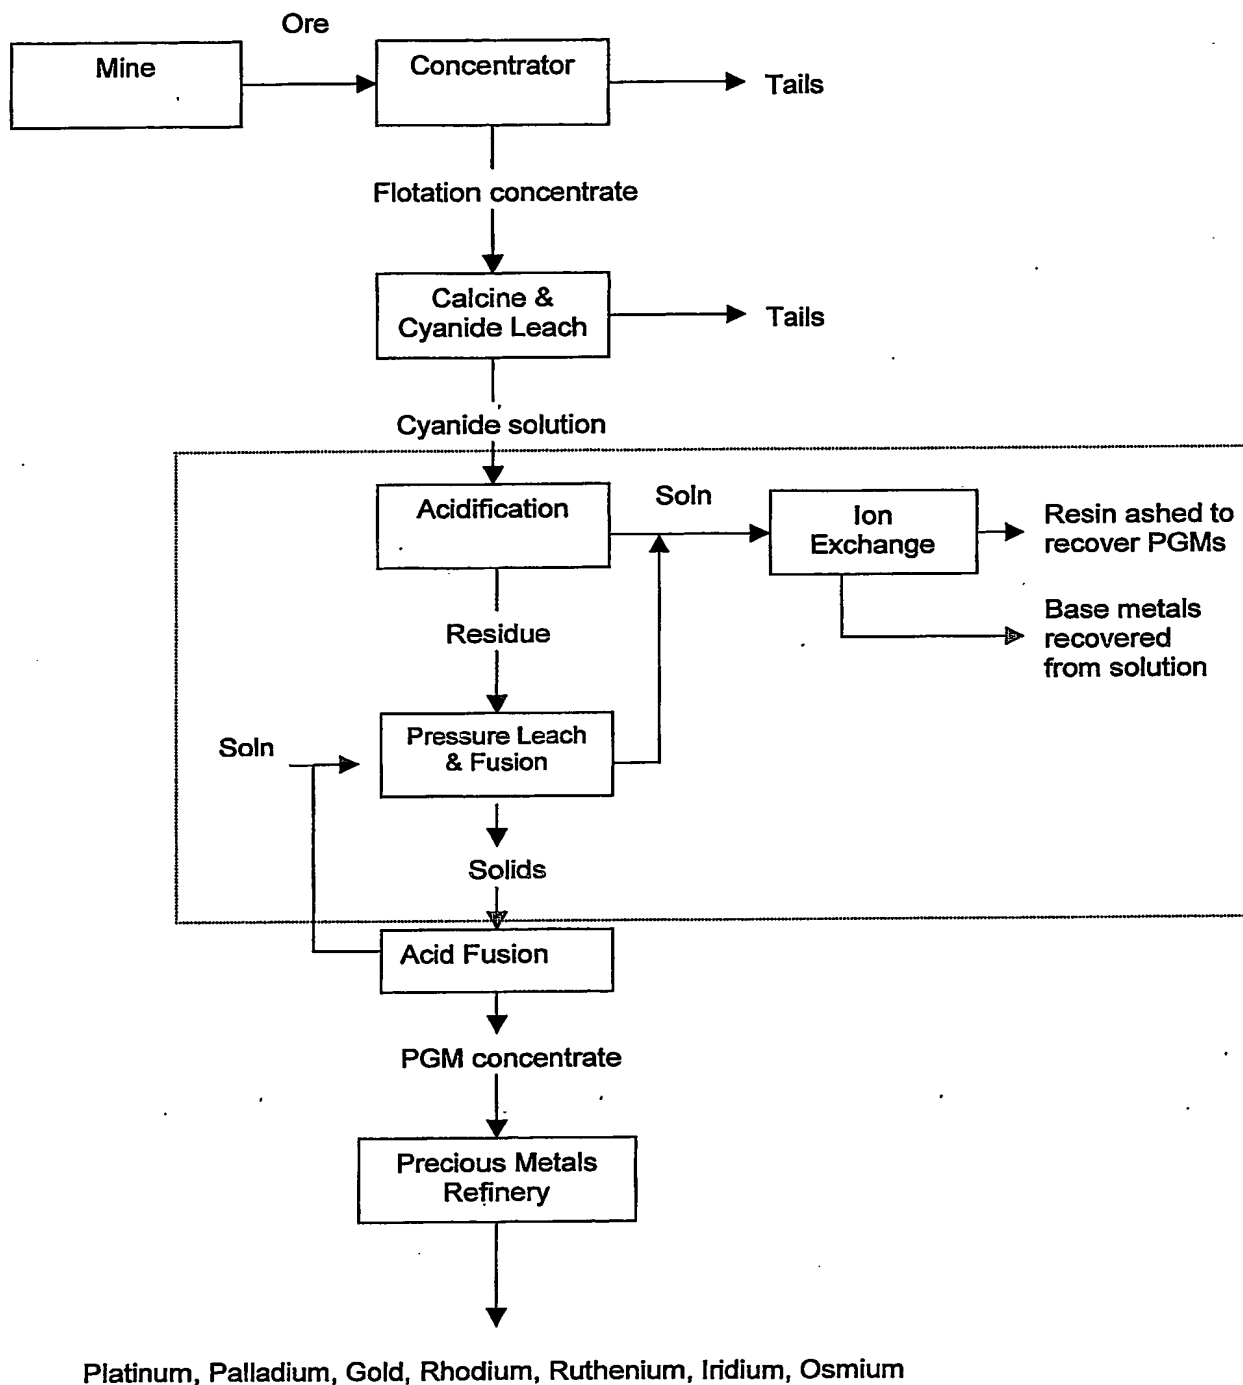 Ore
Mine
Concentrator
Tails
Flotation concentrate
Calcine &
Cyanide Leach
Tails
Cyanide solution
Acidification
Soln
Ion
Exchange
Resin ashed to
recover PGMs
Residue
Base metals
recovered
from solution
Soln
Pressure Leach
& Fusion
Solids
Acid Fusion
PGM concentrate
Precious Metals
Refinery
Platinum, Palladium, Gold, Rhodium, Ruthenium, Iridium, Osmium